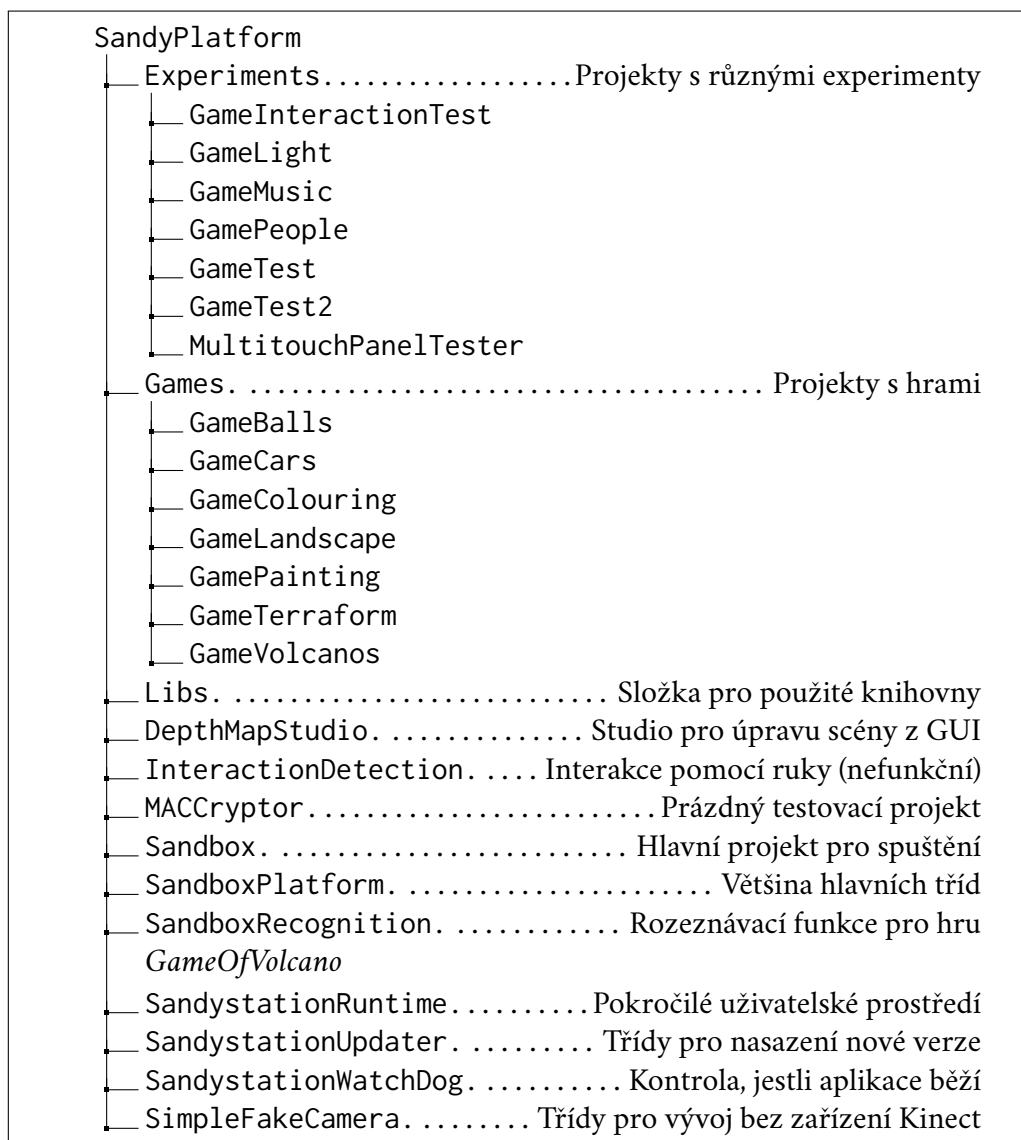 SandyPlatform
Experiments..................Projekty s různými experimenty
GameInteractionTest
GameLight
GameMusic
GamePeople
GameTest
GameTest2
MultitouchPanelTester
Games. ..................................... Projekty s hrami
GameBalls
GameCars
GameColouring
GameLandscape
GamePainting
GameTerraform
GameVolcanos
Libs. ........................... Složka pro použité knihovny
DepthMapStudio. ............... Studio pro úpravu scény z GUI
InteractionDetection. .... Interakce pomocí ruky (nefunkční)
MACCryptor..........................Prázdný testovací projekt
Sandbox. .......................... Hlavní projekt pro spuštění
SandboxPlatform. ...................... Většina hlavních tříd
SandboxRecognition. ............ Rozeznávací funkce pro hru
GameOfVolcano
SandystationRuntime..........Pokročilé uživatelské prostředí
SandystationUpdater. ......... Třídy pro nasazení nové verze
SandystationWatchDog. .......... Kontrola, jestli aplikace běží
SimpleFakeCamera. ........ Třídy pro vývoj bez zařízení Kinect